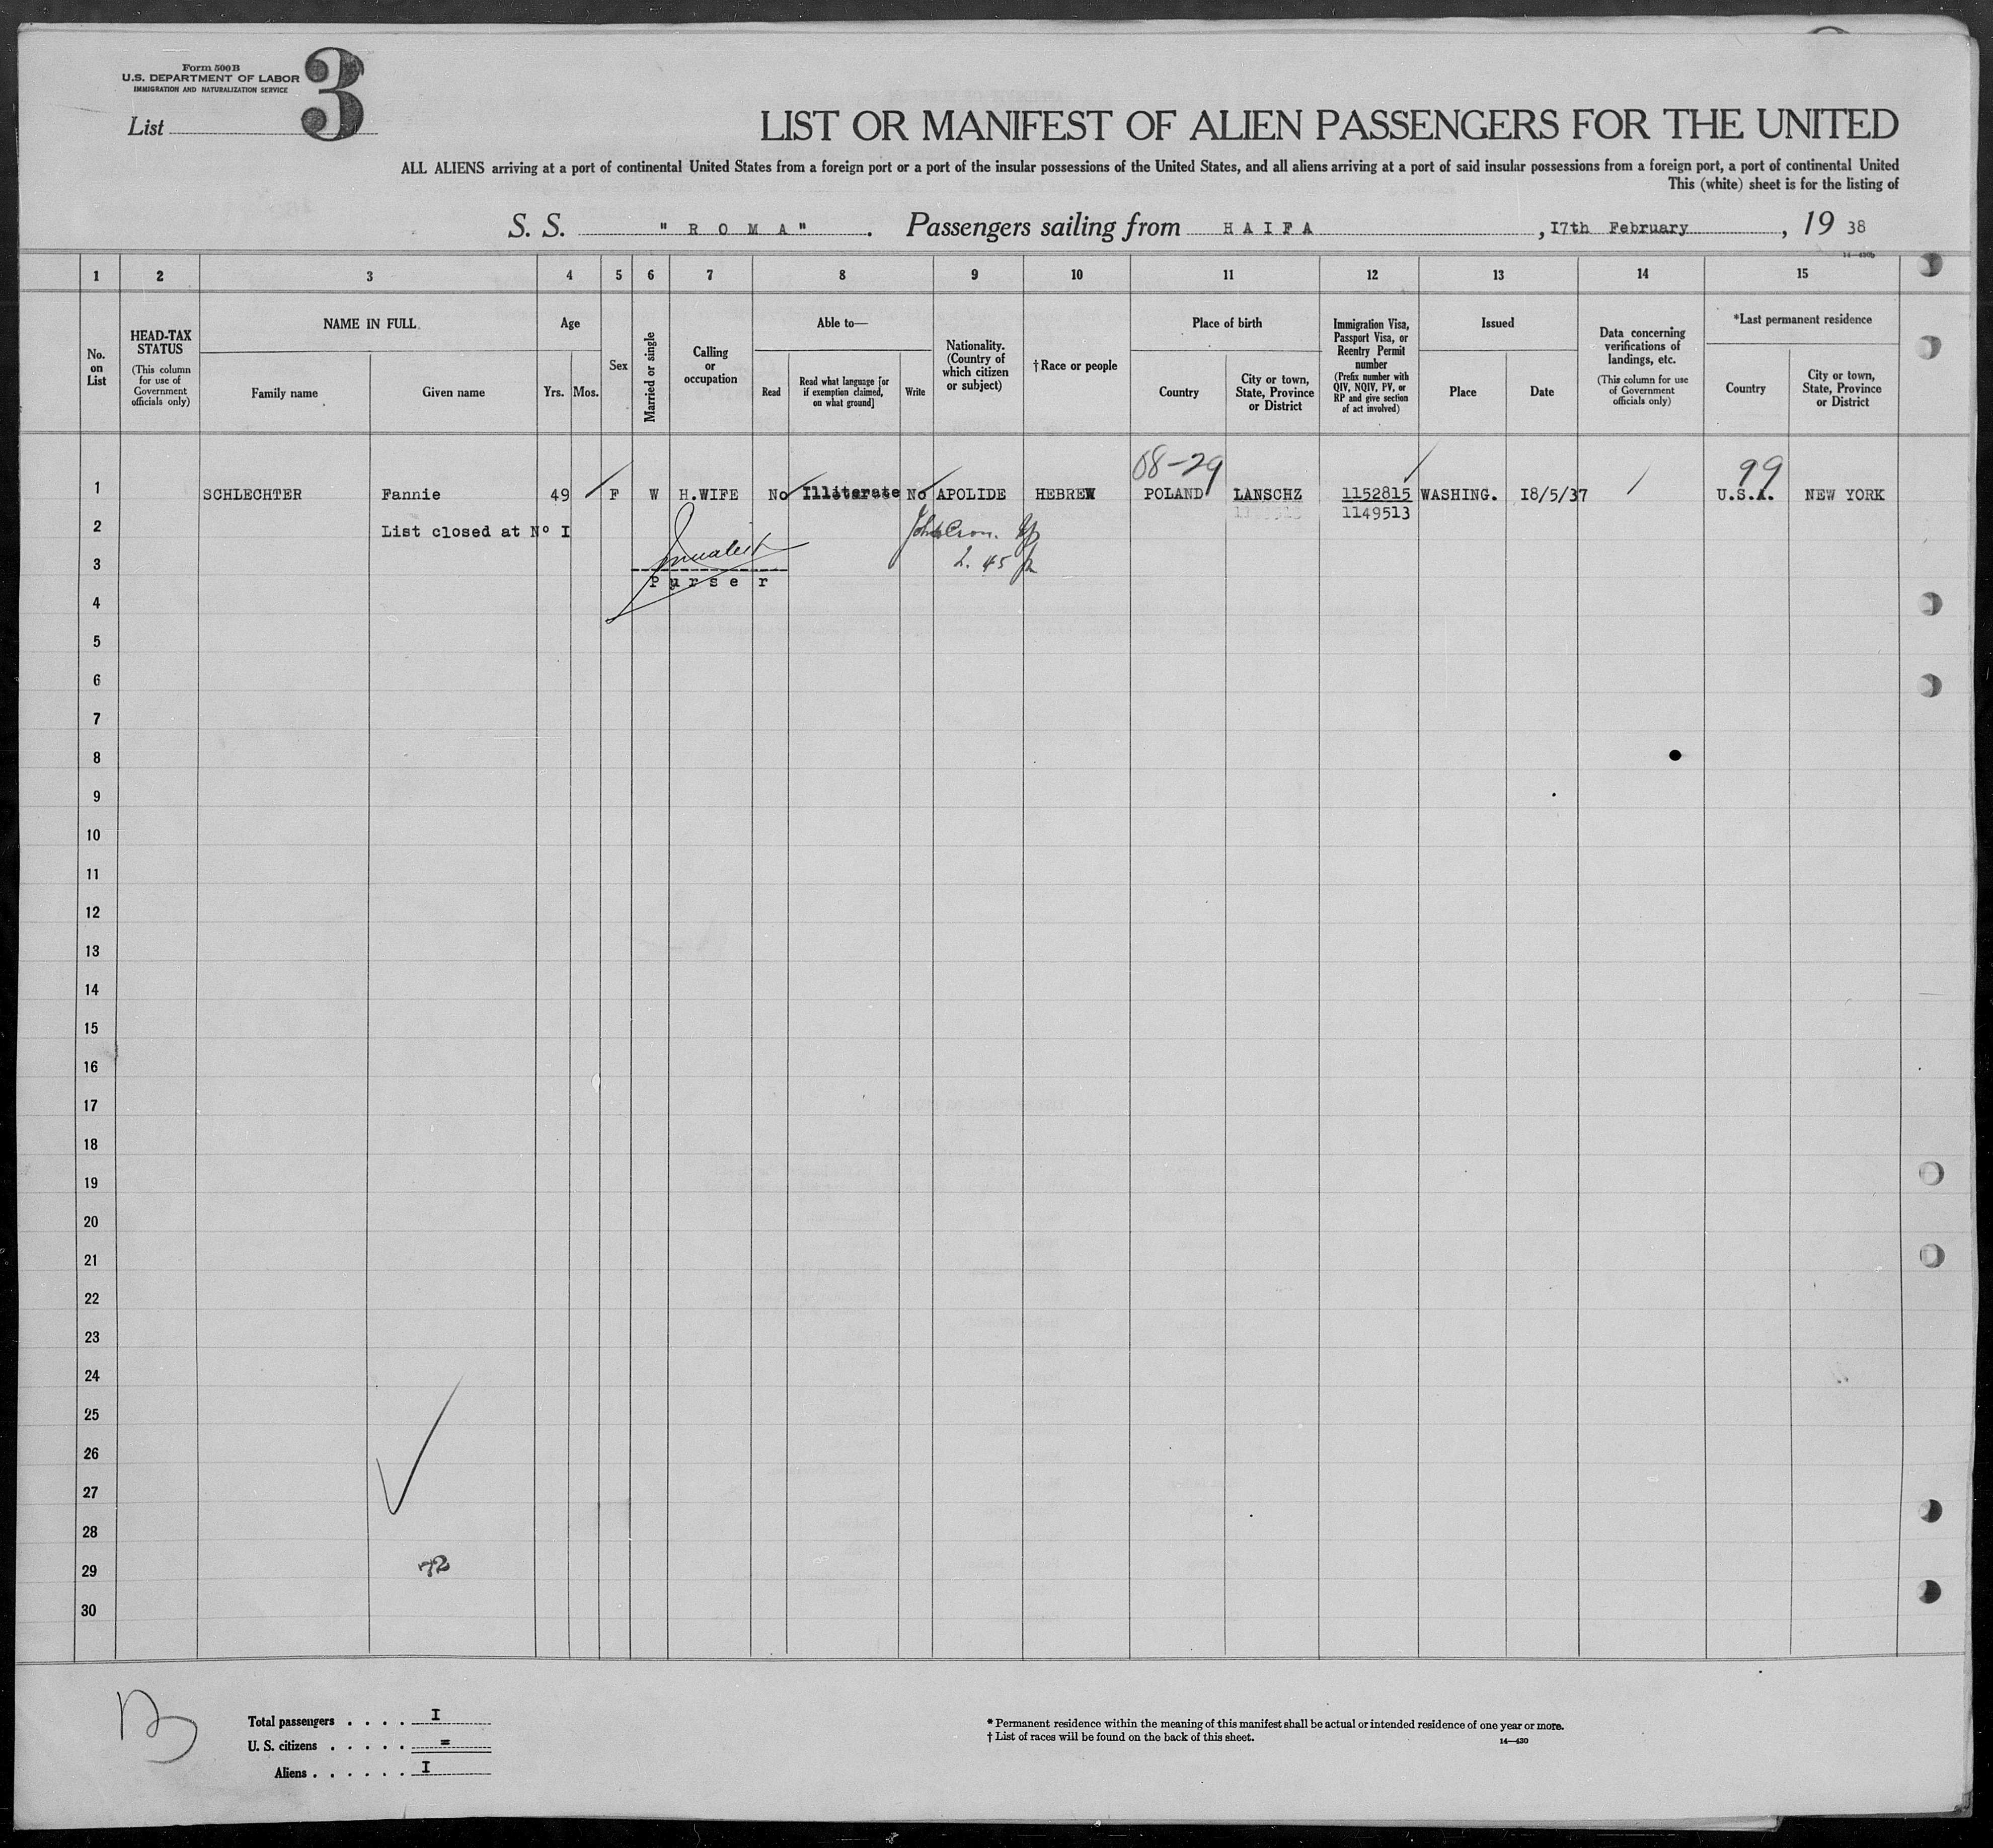 Form 500B
U.S. DEPARTMENT OF LABOR
IMMIGRATION AND NATURALIZATION SERVICE
List 3
LIST OR MANIFEST OF ALIEN PASSENGERS FOR THE UNITED
ALL ALIENS arriving at a port of continental United States from a foreign port or a port of the insular possessions of the United States, and all aliens arriving at a port of said insular possessions from a foreign port, a port of continental United
This (white) sheet is for the listing of
S. S. " R O M A " . Passengers sailing from H A I F A , I7th February , 19 38
1 2 3 4 5 6 7 8 9 10 11 12 13 14 15
No. on List
HEAD-TAX STATUS
(This column for use of Government officials only)
NAME IN FULL
Family name
Given name
Age
Yrs.
Mos.
Sex
Married or single
Calling or occupation
Able to—
Read
Read what language [or if exemption claimed, on what ground]
Write
Nationality. (Country of which citizen or subject)
†Race or people
Place of birth
Country
City or town, State, Province or District
Immigration Visa, Passport Visa, or Reentry Permit number
(Prefix number with QIV, NQIV, PV, or RP and give section of act involved)
Issued
Place
Date
Data concerning verifications of landings, etc.
(This column for use of Government officials only)
*Last permanent residence
Country
City or town, State, Province or District
08-29 99
1 SCHLECHTER Fannie 49 F W H.WIFE No Illiterate No APOLIDE HEBREW POLAND LANSCHZ 1152815 WASHING. I8/5/37 U.S.A. NEW YORK
1149513
2 List closed at Nº I
3 2.45
P u r s e r
4
5
6
7
8
9
10
11
12
13
14
15
16
17
18
19
20
21
22
23
24
25
26
27
28
29 72
30
Total passengers . . . . I
U. S. citizens . . . . . =
Aliens . . . . . . I
* Permanent residence within the meaning of this manifest shall be actual or intended residence of one year or more.
† List of races will be found on the back of this sheet.
14—430